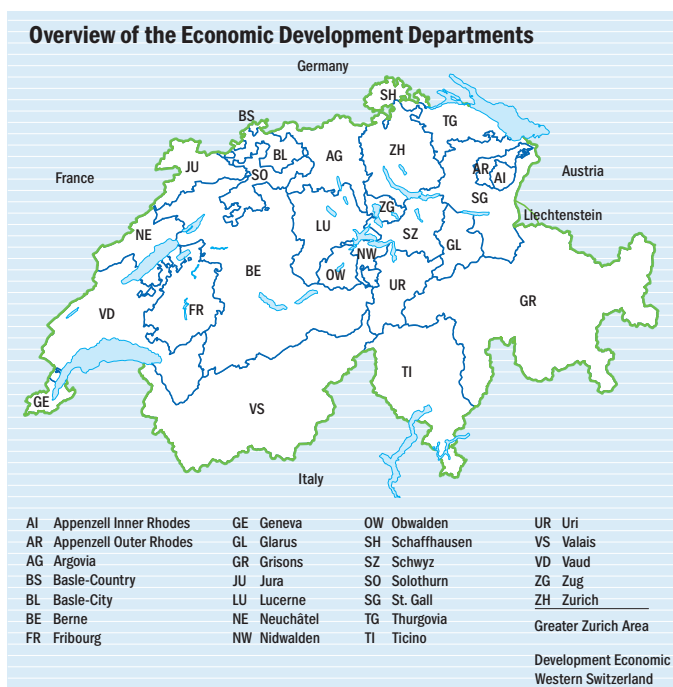 Overview of the Economic Development Departments
Germany
SH
BS
TG
BL
AG
ZH
JU
SO
AR
AI
Austria
France
SG
ZG
Liechtenstein
LU
SZ
NE
NW
GL
BE
OW
UR
GR
VD
FR
TI
GE
VS
Italy
AI Appenzell Inner Rhodes
AR Appenzell Outer Rhodes
AG Argovia
BS Basle-Country
BL Basle-City
BE Berne
FR Fribourg
GE Geneva
GL Glarus
GR Grisons
JU Jura
LU Lucerne
NE Neuchâtel
NW Nidwalden
OW Obwalden
SH Schaffhausen
SZ Schwyz
SO Solothurn
SG St. Gall
TG Thurgovia
TI Ticino
UR Uri
VS Valais
VD Vaud
ZG Zug
ZH Zurich
Greater Zurich Area
Development Economic
Western Switzerland